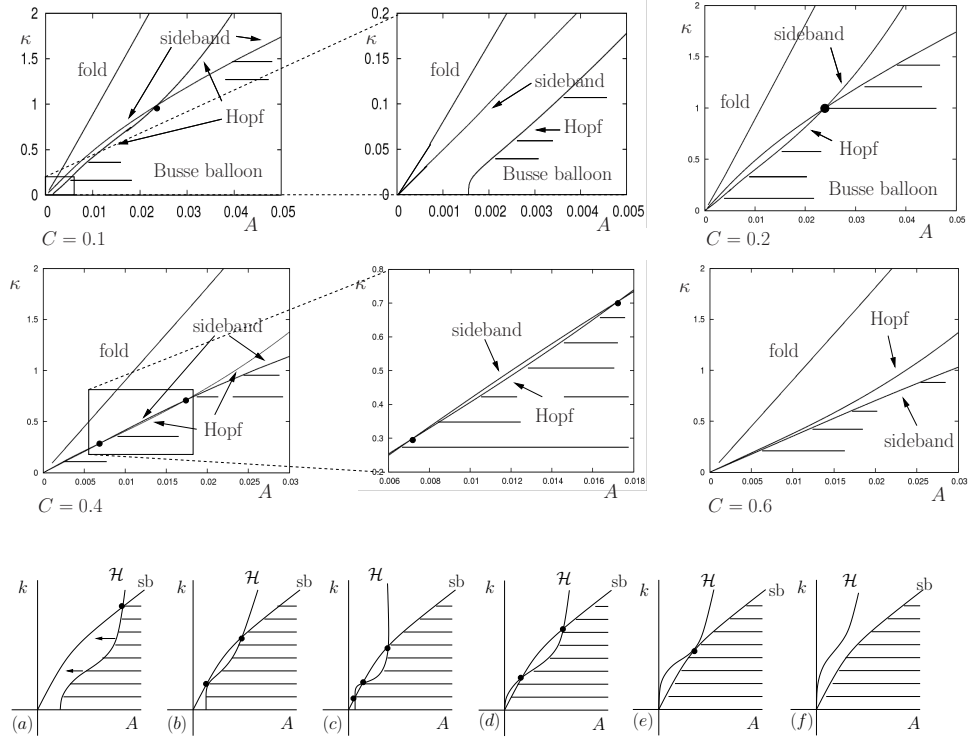 κ
2
1.5
1
0.5
0
fold
sideband
Hopf
Busse balloon
0 0.01 0.02 0.03 0.04 0.05
A
C = 0.1
κ
0.2
0.15
0.1
0.05
0
fold
sideband
Hopf
Busse balloon
0 0.001 0.002 0.003 0.004 0.005
A
κ
2
1.5
1
0.5
0
sideband
fold
Hopf
Busse balloon
0 0.01 0.02 0.03 0.04 0.05
A
C = 0.2
κ
2
1.5
1
0.5
0
fold
sideband
Hopf
0 0.005 0.01 0.015 0.02 0.025 0.03
A
C = 0.4
κ
0.8
0.7
0.6
0.5
0.4
0.3
0.2
sideband
Hopf
0.006 0.008 0.01 0.012 0.014 0.016 0.018
A
κ
2
1.5
1
0.5
0
Hopf
fold
sideband
0 0.005 0.01 0.015 0.02 0.025 0.03
A
C = 0.6
k ℋ sb
(a) A
k ℋ sb
(b) A
k ℋ sb
(c) A
k ℋ sb
(d) A
k ℋ sb
(e) A
k ℋ sb
(f) A